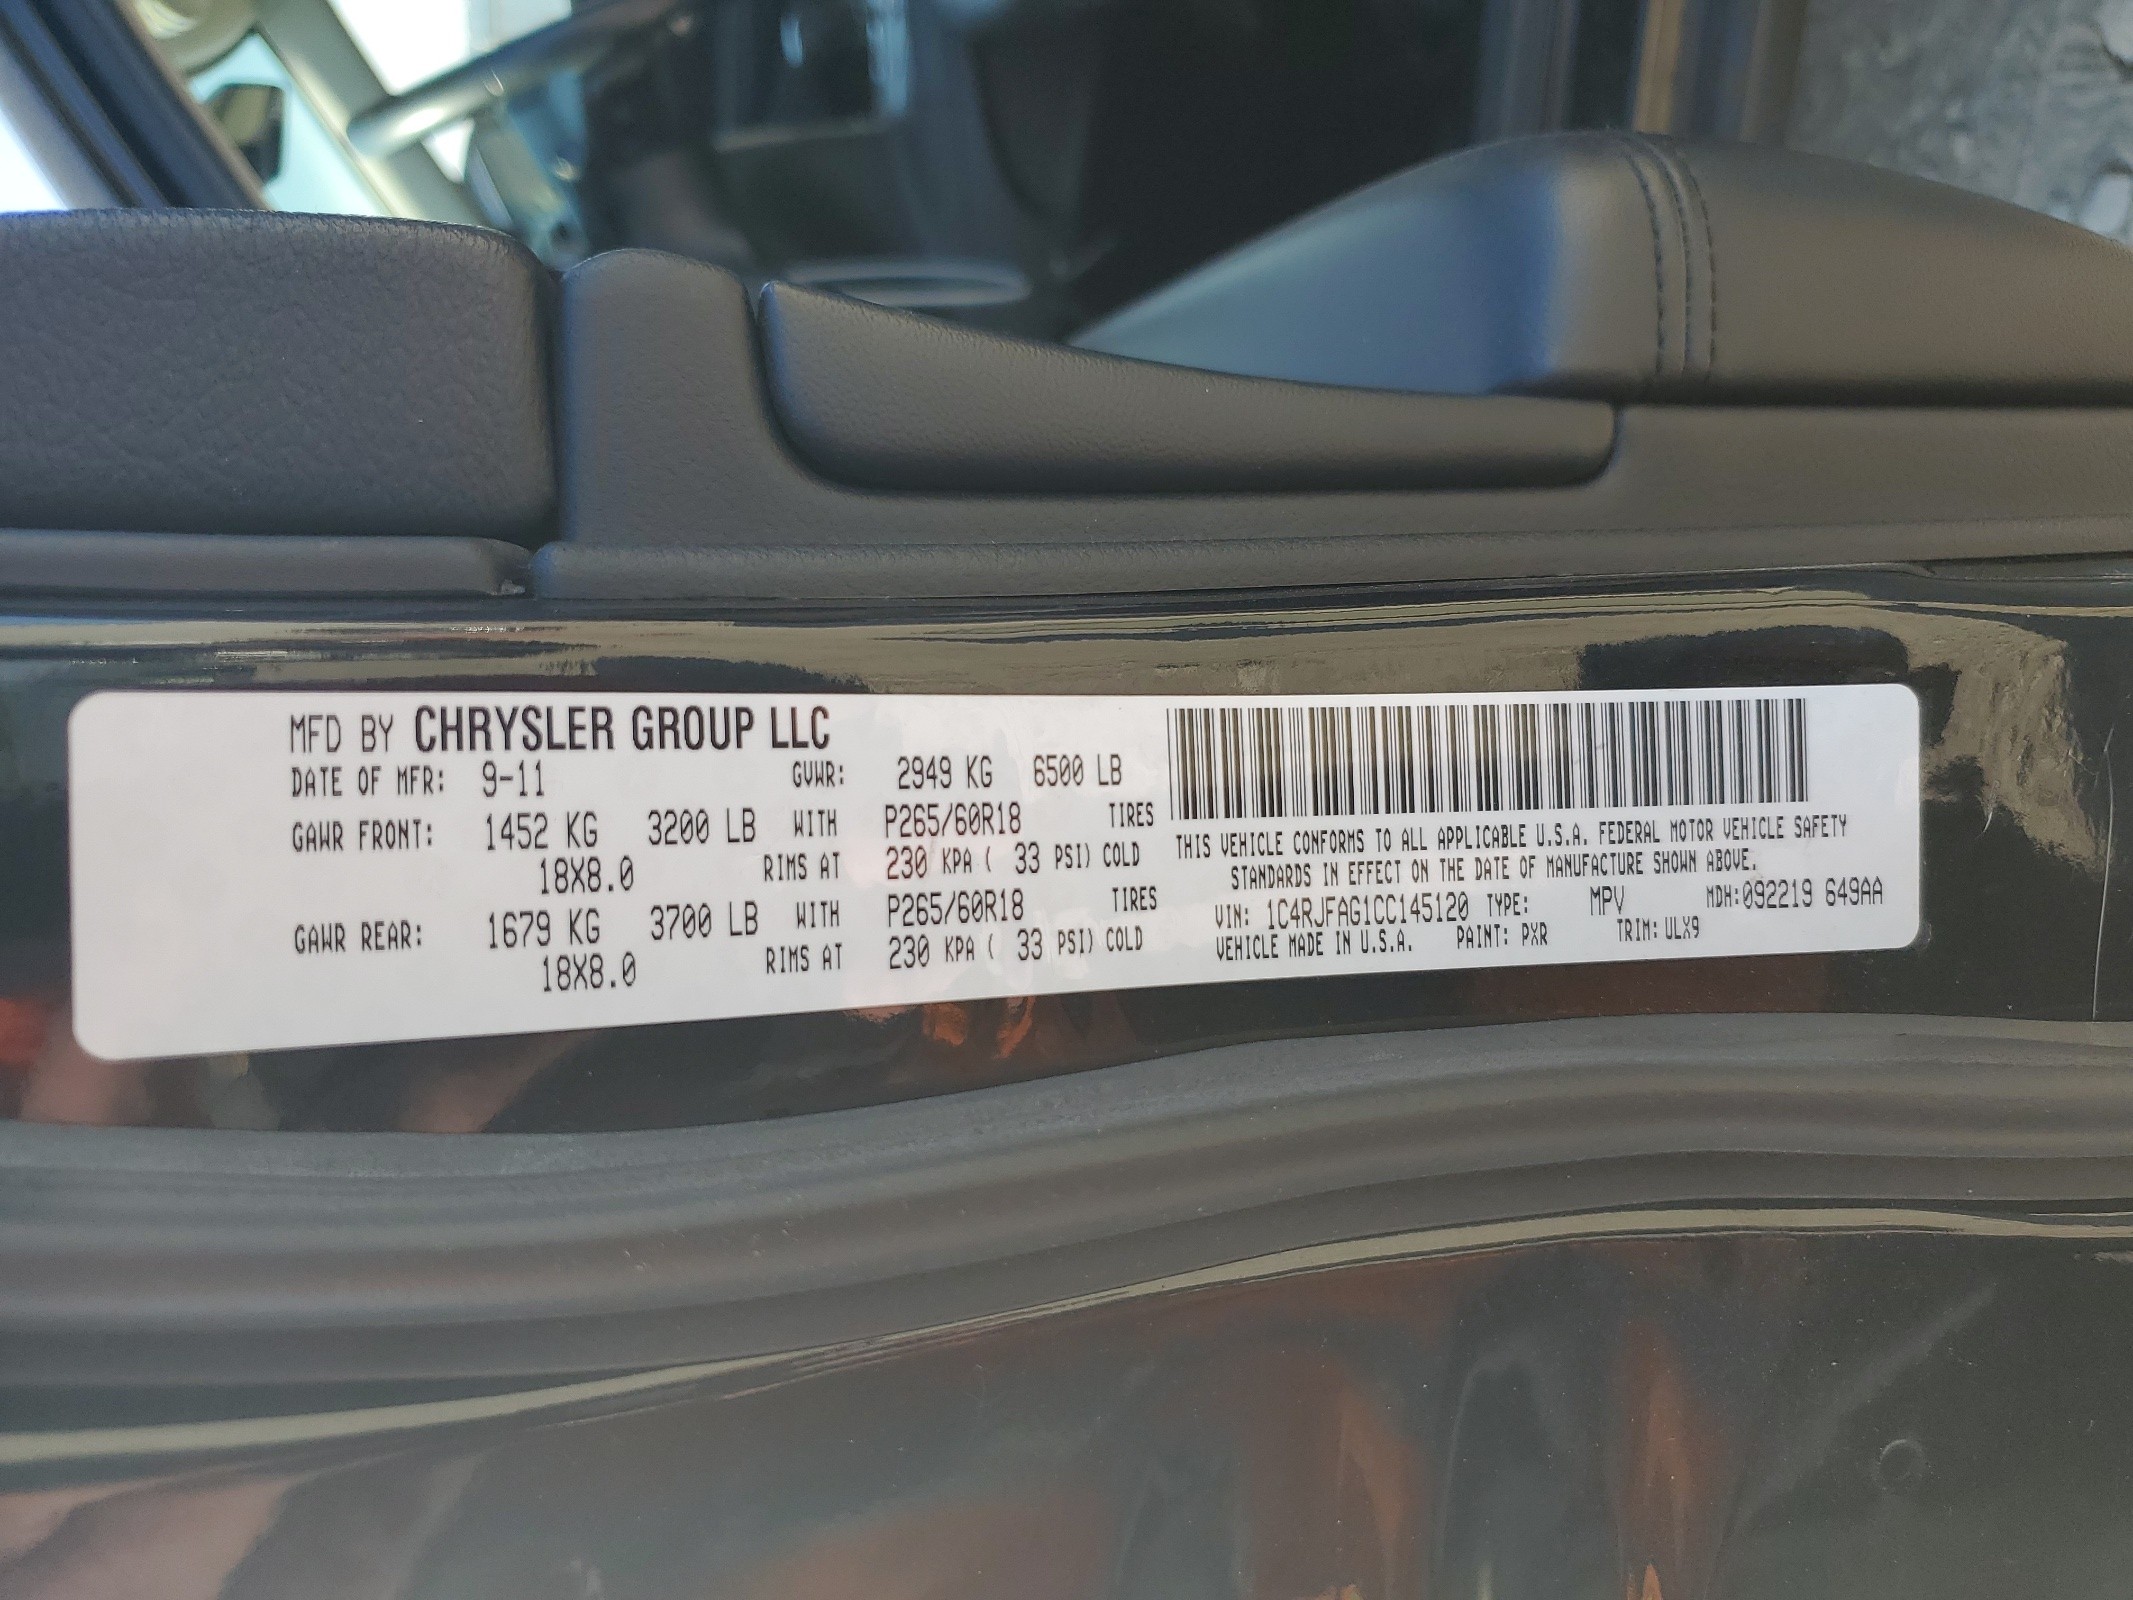 MFD BY CHRYSLER GROUP LLC
DATE OF MFR: 9-11 GVWR: 2949 KG 6500 LB
GAWR FRONT: 1452 KG 3200 LB WITH P265/60R18 TIRES
18X8.0 RIMS AT 230 KPA ( 33 PSI) COLD
GAWR REAR: 1679 KG 3700 LB WITH P265/60R18 TIRES
18X8.0 RIMS AT 230 KPA ( 33 PSI) COLD
THIS VEHICLE CONFORMS TO ALL APPLICABLE U.S.A. FEDERAL MOTOR VEHICLE SAFETY
STANDARDS IN EFFECT ON THE DATE OF MANUFACTURE SHOWN ABOVE.
VIN: 1C4RJFAG1CC145120 TYPE: MPV MDH:092219 649AA
VEHICLE MADE IN U.S.A. PAINT: PXR TRIM: ULX9